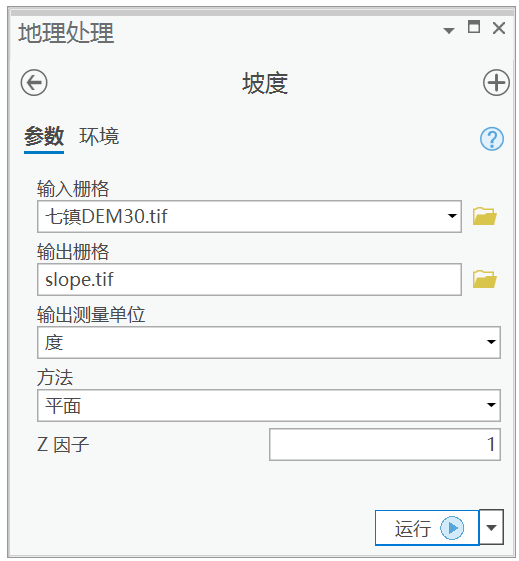 地理处理
坡度
参数 环境
输入栅格
七镇DEM30.tif
输出栅格
slope.tif
输出测量单位
度
方法
平面
Z 因子 1
运行